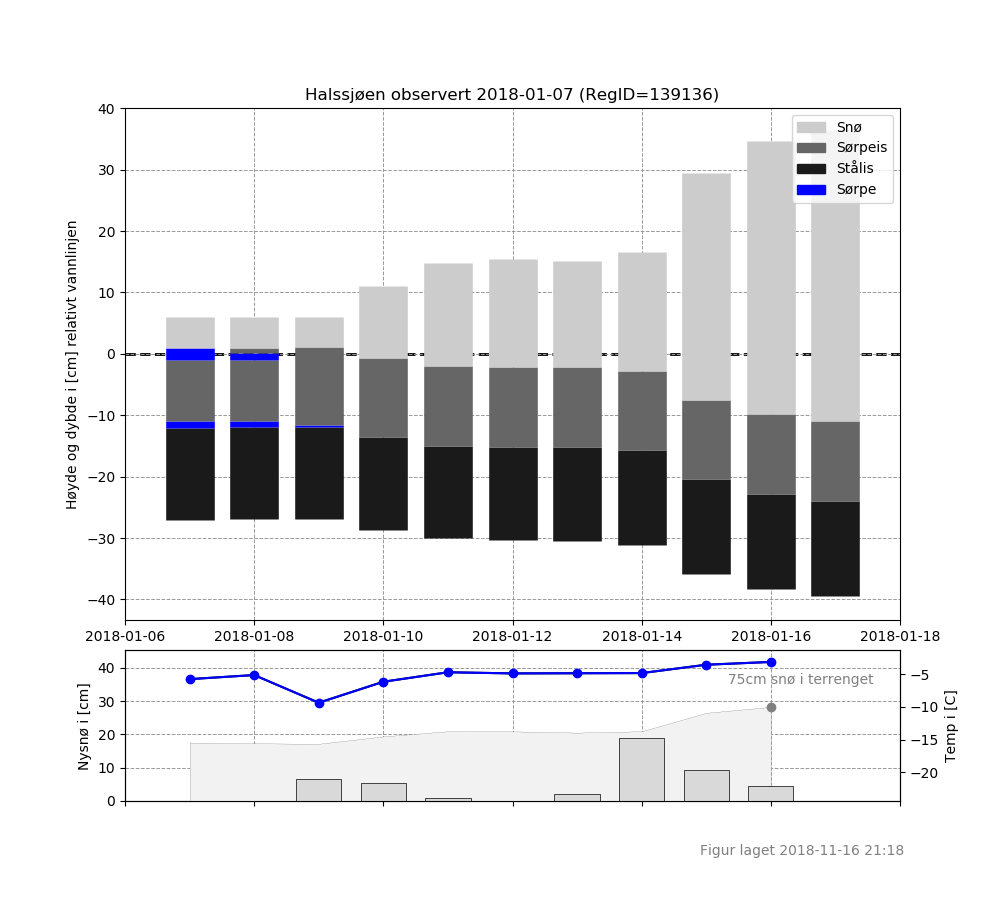 Halssjøen observert 2018-01-07 (RegID=139136)
40
30
20
10
0
−10
−20
−30
−40
Høyde og dybde i [cm] relativt vannlinjen
Snø
Sørpeis
Stålis
Sørpe
2018-01-06 2018-01-08 2018-01-10 2018-01-12 2018-01-14 2018-01-16 2018-01-18
40
30
20
10
0
Nysnø i [cm]
75cm snø i terrenget
−5
−10
−15
−20
Temp i [C]
Figur laget 2018-11-16 21:18